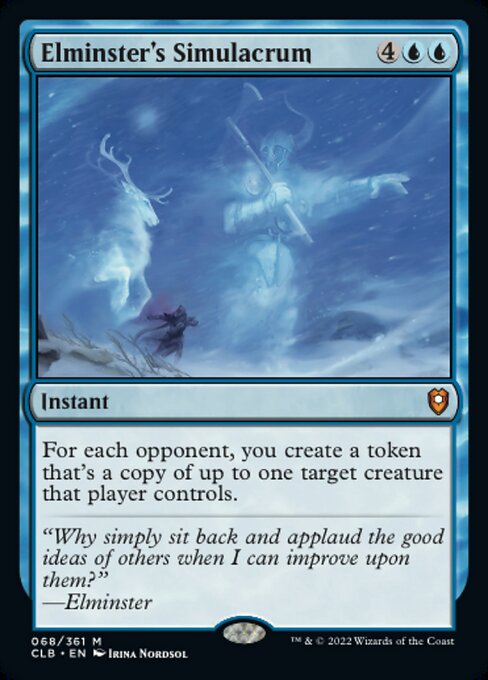 Elminster's Simulacrum 4
Instant
For each opponent, you create a token
that's a copy of up to one target creature
that player controls.
“Why simply sit back and applaud the good
ideas of others when I can improve upon
them?”
—Elminster
068/361 M
CLB • EN Irina Nordsol
™ & © 2022 Wizards of the Coast